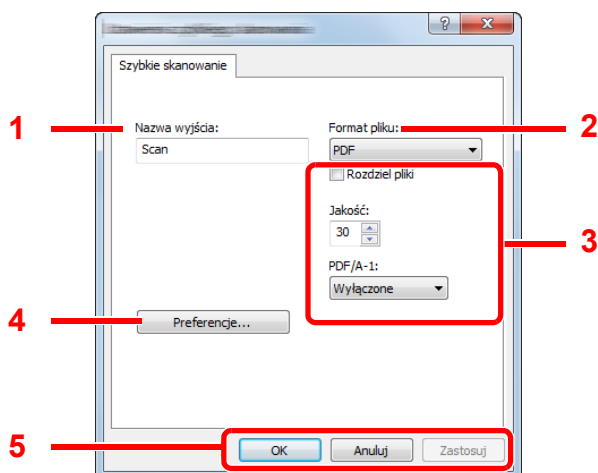 Szybkie skanowanie
1
Nazwa wyjścia:
Scan
Format pliku:
2
PDF
Rozdziel pliki
Jakość:
30
3
PDF/A-1:
Wyłączone
4
Preferencje...
5
OK
Anuluj
Zastosuj